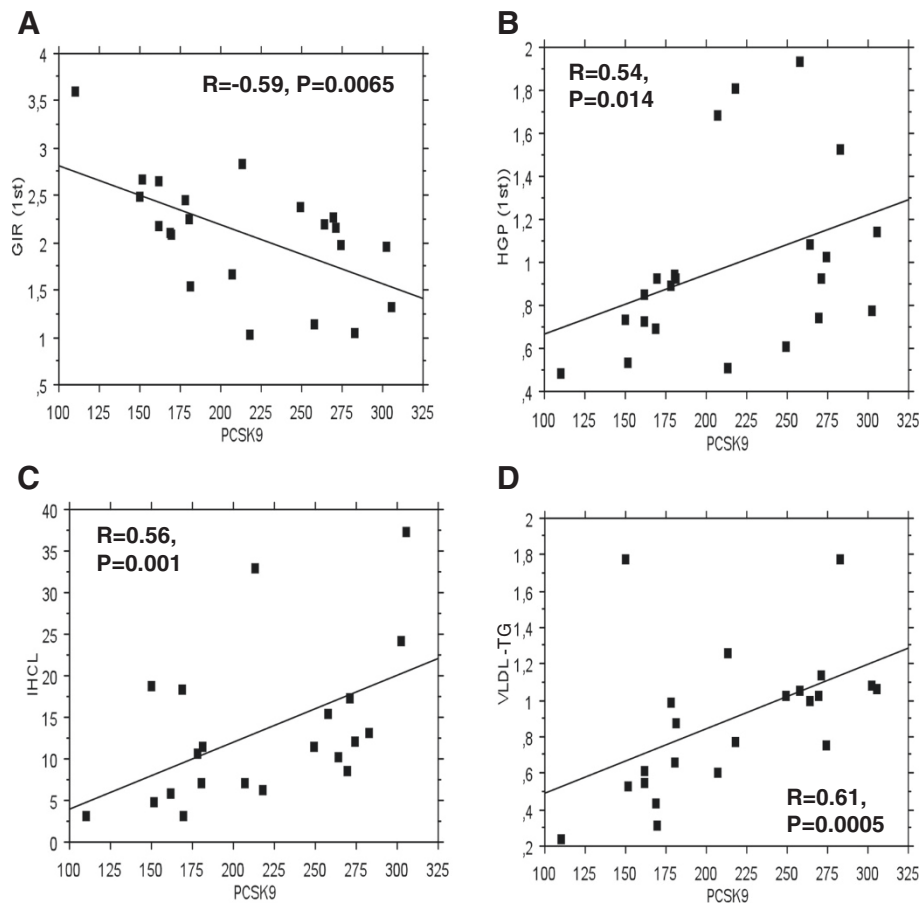 A
R=-0.59, P=0.0065
4
3,5
3
2,5
2
1,5
1
,5
GIR (1st)
100 125 150 175 200 225 250 275 300 325
PCSK9
B
R=0.54,
P=0.014
2
1,8
1,6
1,4
1,2
1
,8
,6
,4
HGP (1st))
100 125 150 175 200 225 250 275 300 325
PCSK9
C
R=0.56,
P=0.001
40
35
30
25
20
15
10
5
0
IHCL
100 125 150 175 200 225 250 275 300 325
PCSK9
D
2
1,8
1,6
1,4
1,2
1
,8
,6
,4
,2
VLDL-TG
R=0.61,
P=0.0005
100 125 150 175 200 225 250 275 300 325
PCSK9